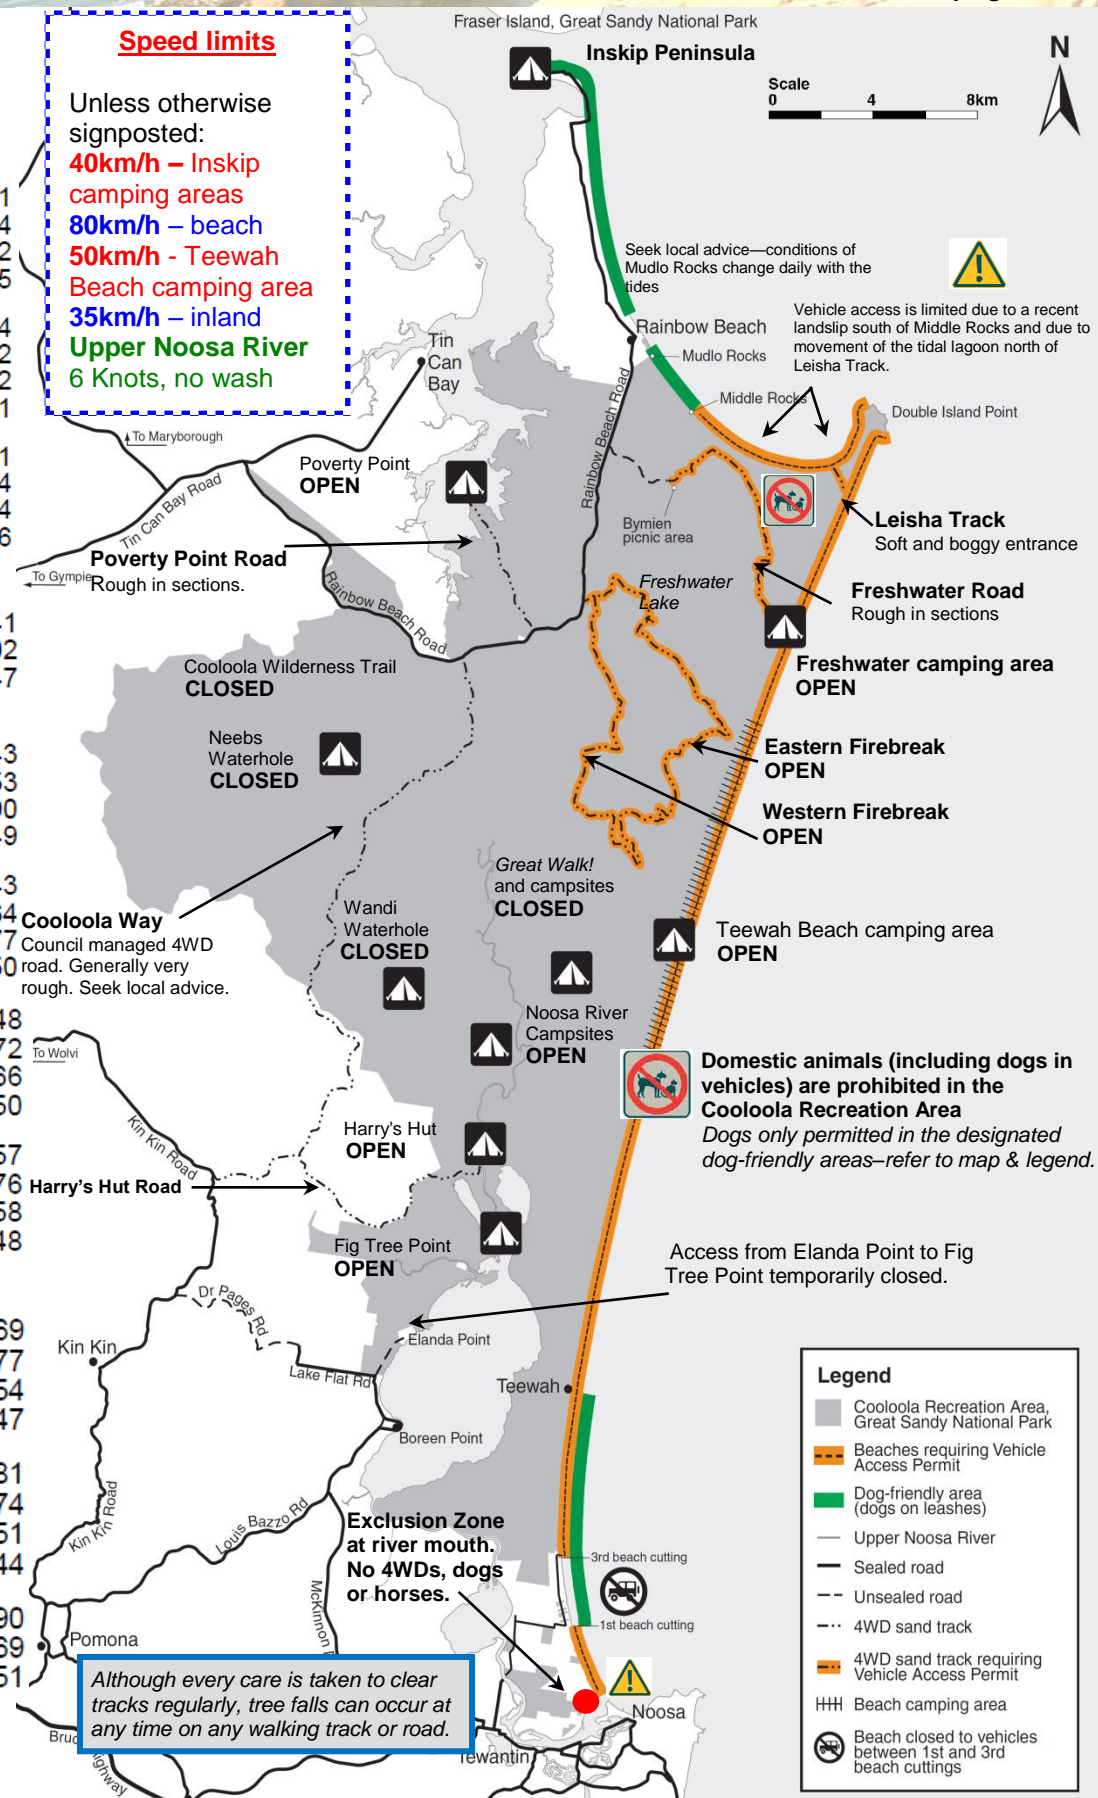 Fraser Island, Great Sandy National Park
Inskip Peninsula
Speed limits
Unless otherwise
signposted:
40km/h – Inskip
camping areas
80km/h – beach
50km/h - Teewah
Beach camping area
35km/h – inland
Upper Noosa River
6 Knots, no wash
Scale
0 4 8km
N
Seek local advice—conditions of
Mudlo Rocks change daily with the
tides
Vehicle access is limited due to a recent
landslip south of Middle Rocks and due to
movement of the tidal lagoon north of
Leisha Track.
Rainbow Beach
Mudlo Rocks
Middle Rocks
Double Island Point
Tin
Can
Bay
To Maryborough
Tin Can Bay Road
To Gympie
Poverty Point
OPEN
Poverty Point Road
Rough in sections.
Rainbow Beach Road
Rainbow Beach Road
Bymien
picnic area
Leisha Track
Soft and boggy entrance
Freshwater
Lake
Freshwater Road
Rough in sections
Freshwater camping area
OPEN
Cooloola Wilderness Trail
CLOSED
Neebs
Waterhole
CLOSED
Eastern Firebreak
OPEN
Western Firebreak
OPEN
Great Walk!
and campsites
CLOSED
Cooloola Way
Council managed 4WD
road. Generally very
rough. Seek local advice.
Wandi
Waterhole
CLOSED
Teewah Beach camping area
OPEN
Noosa River
Campsites
OPEN
To Wolvi
Kin Kin Road
Domestic animals (including dogs in
vehicles) are prohibited in the
Cooloola Recreation Area
Dogs only permitted in the designated
dog-friendly areas–refer to map & legend.
Harry's Hut
OPEN
Harry’s Hut Road
Fig Tree Point
OPEN
Access from Elanda Point to Fig
Tree Point temporarily closed.
Dr Pages Rd
Elanda Point
Kin Kin
Lake Flat Rd
Teewah
Boreen Point
Kin Kin Road
Louis Bazzo Rd
Exclusion Zone
at river mouth.
No 4WDs, dogs
or horses.
3rd beach cutting
1st beach cutting
McKinnon
Pomona
Although every care is taken to clear
tracks regularly, tree falls can occur at
any time on any walking track or road.
Noosa
Tewantin
Highway
Legend
Cooloola Recreation Area,
Great Sandy National Park
Beaches requiring Vehicle
Access Permit
Dog-friendly area
(dogs on leashes)
Upper Noosa River
Sealed road
Unsealed road
4WD sand track
4WD sand track requiring
Vehicle Access Permit
Beach camping area
Beach closed to vehicles
between 1st and 3rd
beach cuttings